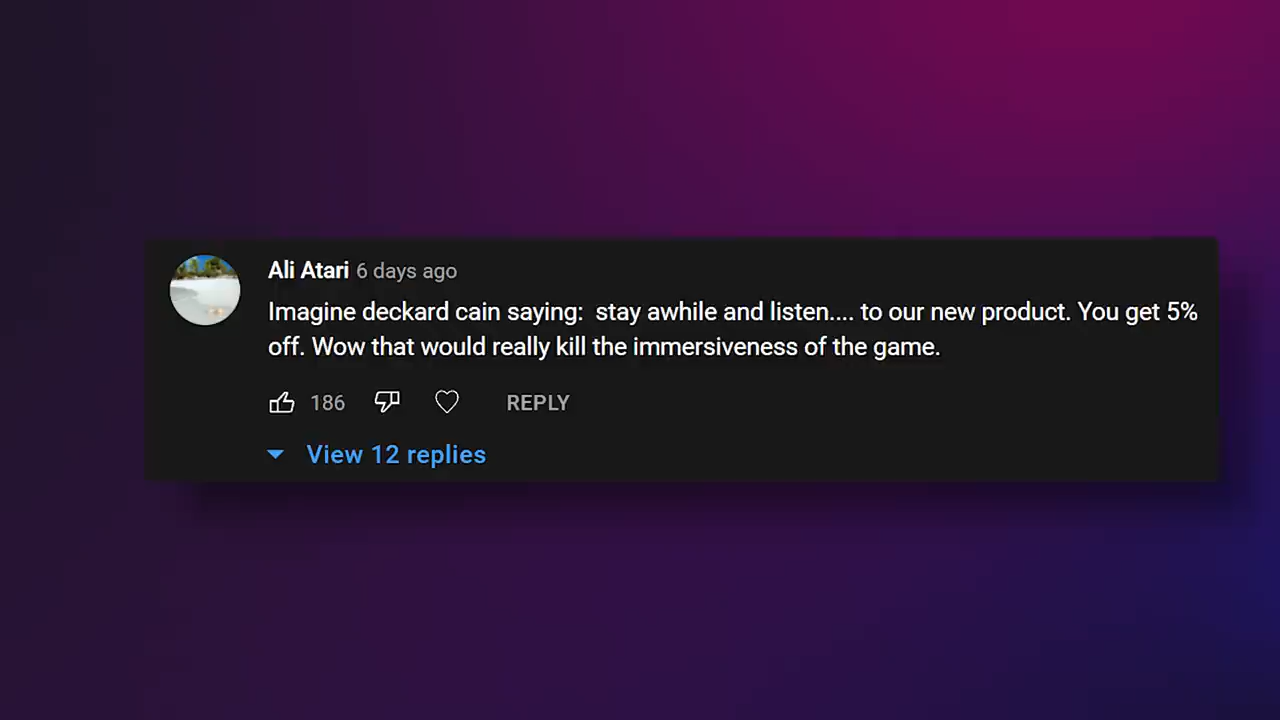 Ali Atari 6 days ago
Imagine deckard cain saying:  stay awhile and listen.... to our new product. You get 5%
off. Wow that would really kill the immersiveness of the game.
186 REPLY
View 12 replies